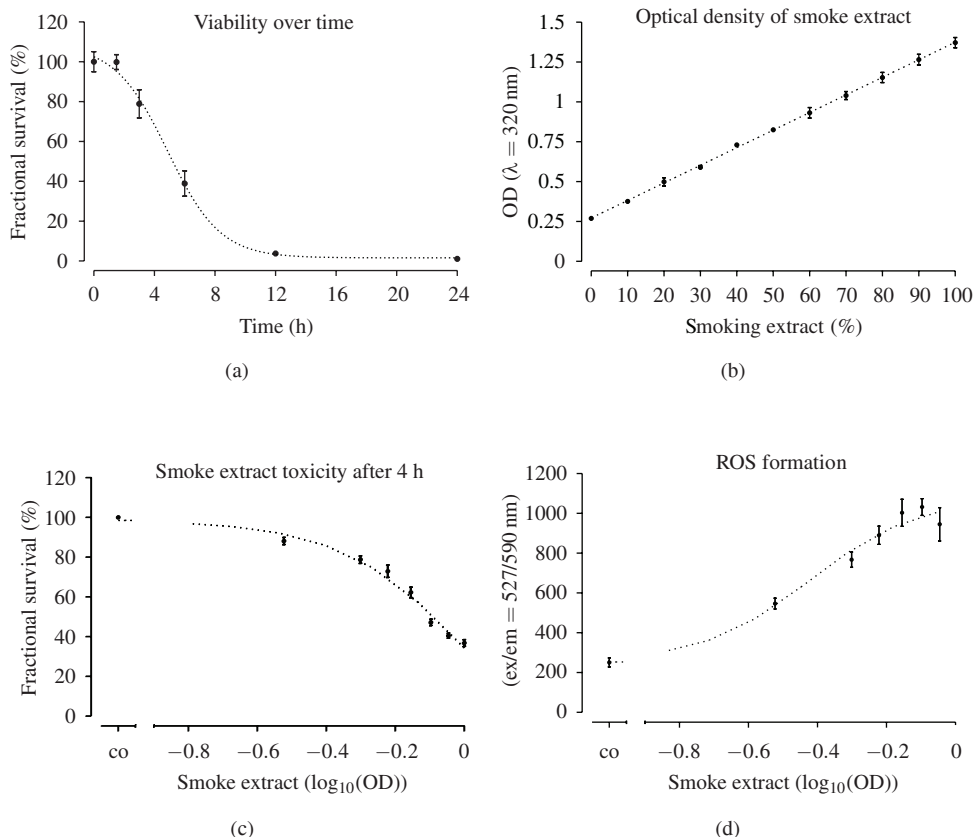 Viability over time
Fractional survival (%)
120
100
80
60
40
20
0
0 4 8 12 16 20 24
Time (h)
(a)
Optical density of smoke extract
OD (λ = 320 nm)
1.5
1.25
1
0.75
0.5
0.25
0
0 10 20 30 40 50 60 70 80 90 100
Smoking extract (%)
(b)
Smoke extract toxicity after 4 h
Fractional survival (%)
120
100
80
60
40
20
0
co −0.8 −0.6 −0.4 −0.2 0
Smoke extract (log₁₀(OD))
(c)
ROS formation
(ex/em = 527/590 nm)
1200
1000
800
600
400
200
0
co −0.8 −0.6 −0.4 −0.2 0
Smoke extract (log₁₀(OD))
(d)